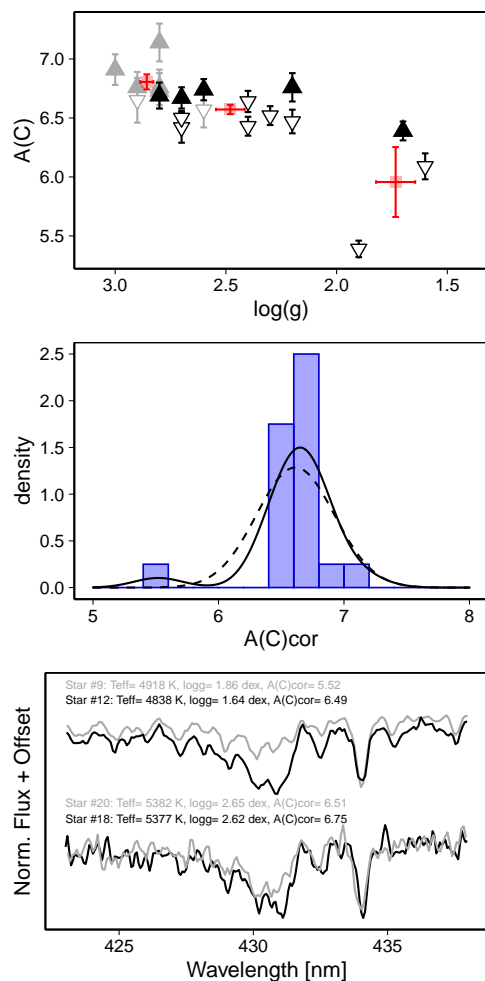 A(C)
7.0
6.5
6.0
5.5
3.0 2.5 2.0 1.5
log(g)
density
2.5
2.0
1.5
1.0
0.5
0.0
5 6 7 8
A(C)cor
Norm. Flux + Offset
Star #9: Teff= 4918 K, logg= 1.86 dex, A(C)cor= 5.52
Star #12: Teff= 4838 K, logg= 1.64 dex, A(C)cor= 6.49
Star #20: Teff= 5382 K, logg= 2.65 dex, A(C)cor= 6.51
Star #18: Teff= 5377 K, logg= 2.62 dex, A(C)cor= 6.75
425 430 435
Wavelength [nm]